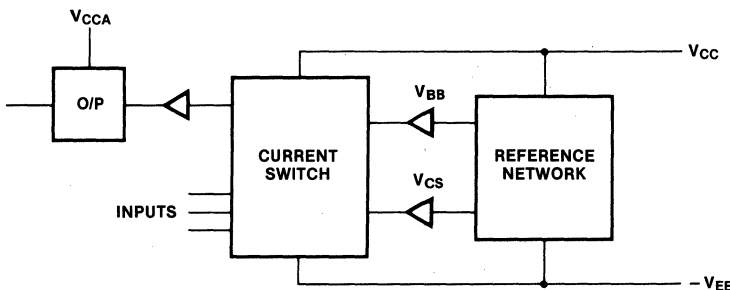 VCCA
O/P
CURRENT
SWITCH
INPUTS
VBB
VCS
REFERENCE
NETWORK
VCC
– VEE